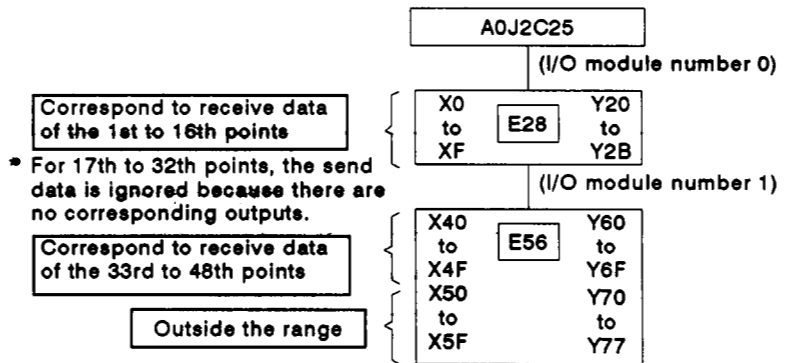 A0J2C25
(I/O module number 0)
Correspond to receive data
of the 1st to 16th points
X0
to
XF
E28
Y20
to
Y2B
* For 17th to 32th points, the send
data is ignored because there are
no corresponding outputs.
(I/O module number 1)
Correspond to receive data
of the 33rd to 48th points
X40
to
X4F
E56
Y60
to
Y6F
Outside the range
X50
to
X5F
Y70
to
Y77